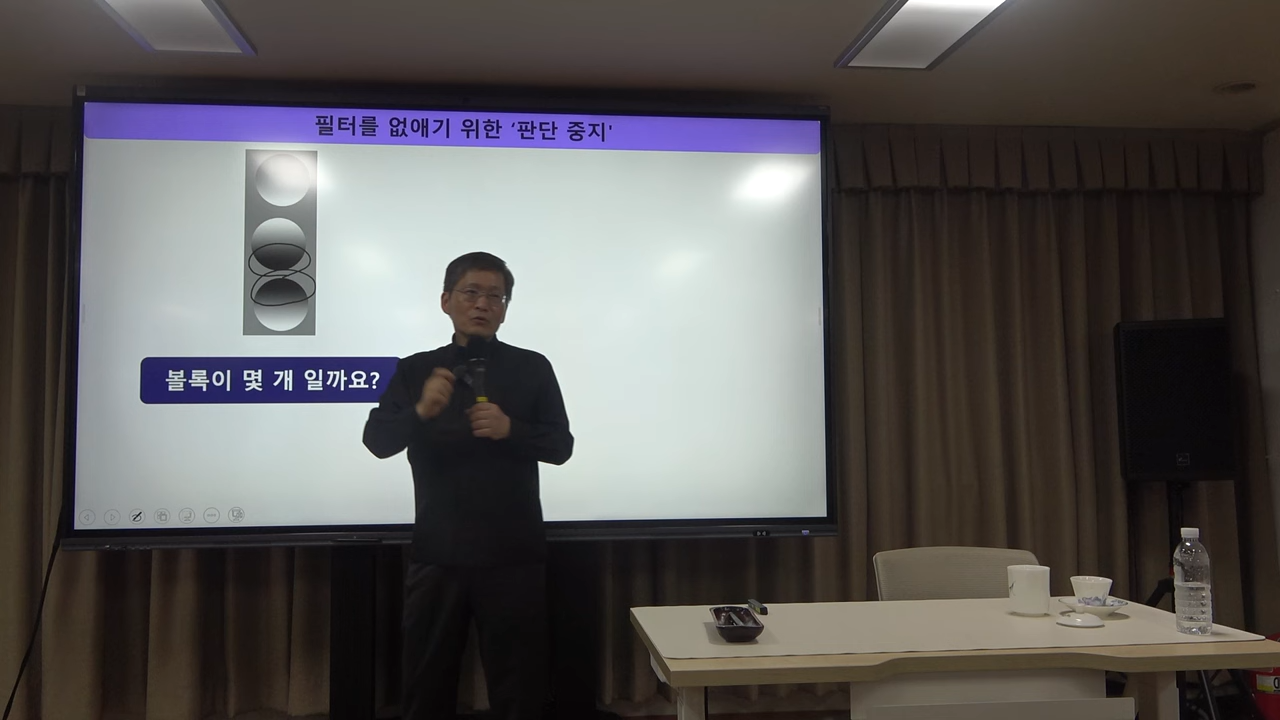 필터를 없애기 위한 ‘판단 중지'
볼록이 몇 개 일까요?